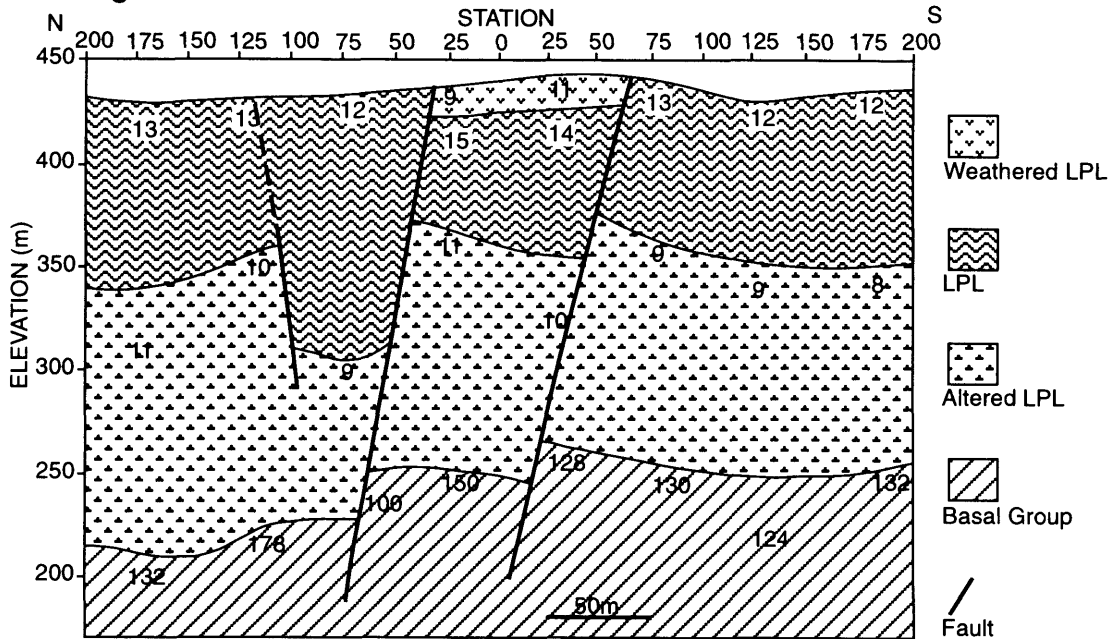 STATION
N S
200 175 150 125 100 75 50 25 0 25 50 75 100 125 150 175 200
450
400
350
300
250
200
ELEVATION (m)
13 13 12 9 11 13 12 12
15 14
10 11 9 9 8
11 9 10
132 176 100 150 128 130 124 132
50m
Weathered LPL
LPL
Altered LPL
Basal Group
Fault